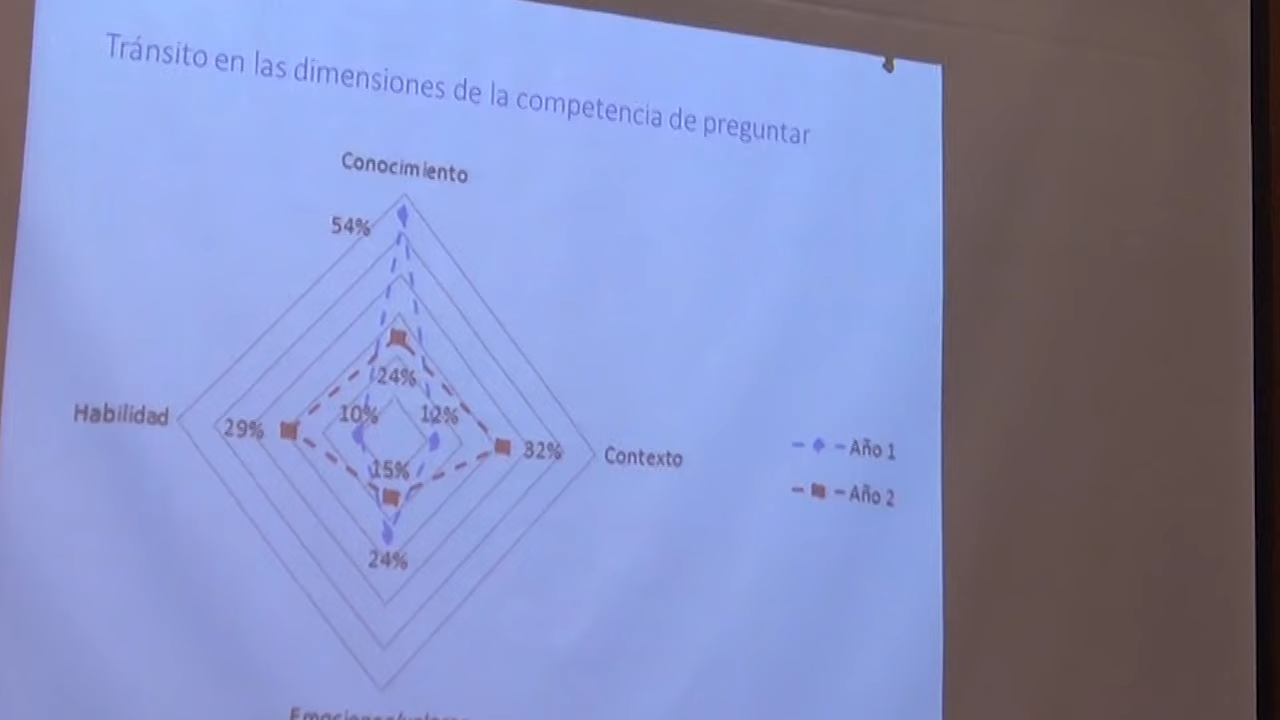 Tránsito en las dimensiones de la competencia de preguntar
Conocimiento
54%
24%
10%
12%
Habilidad
29%
32%
Contexto
15%
24%
Año 1
Año 2